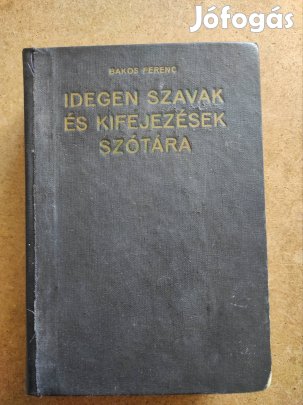 Jófogás
BAKOS FERENC
IDEGEN SZAVAK
ÉS KIFEJEZÉSEK
SZÓTÁRA